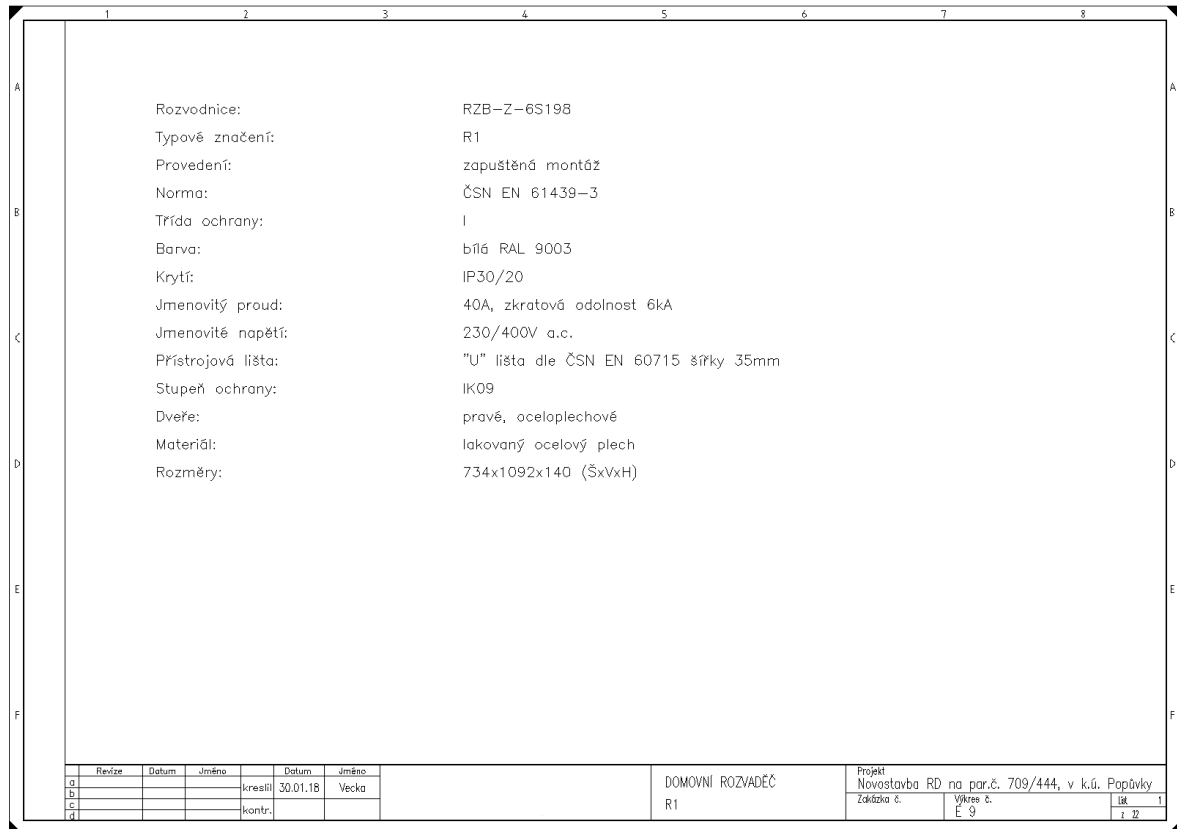 1 2 3 4 5 6 7 8
A A
Rozvodnice: RZB-Z-6S198
Typové značení: R1
Provedení: zapuštěná montáž
Norma: ČSN EN 61439-3
B B
Třída ochrany: I
Barva: bílá RAL 9003
Krytí: IP30/20
Jmenovitý proud: 40A, zkratová odolnost 6kA
C C
Jmenovité napětí: 230/400V a.c.
Přístrojová lišta: "U" lišta dle ČSN EN 60715 šířky 35mm
Stupeň ochrany: IK09
Dveře: pravé, oceloplechové
Materiál: lakovaný ocelový plech
D D
Rozměry: 734x1092x140 (ŠxVxH)
E E
F F
Revize Datum Jméno Datum Jméno
a
b
c
d
kreslil 30.01.18 Vecka
kontr.
DOMOVNÍ ROZVADĚČ
R1
Projekt
Novostavba RD na par.č. 709/444, v k.ú. Popůvky
Zakázka č. Výkres č. List 1
E 9 z 22